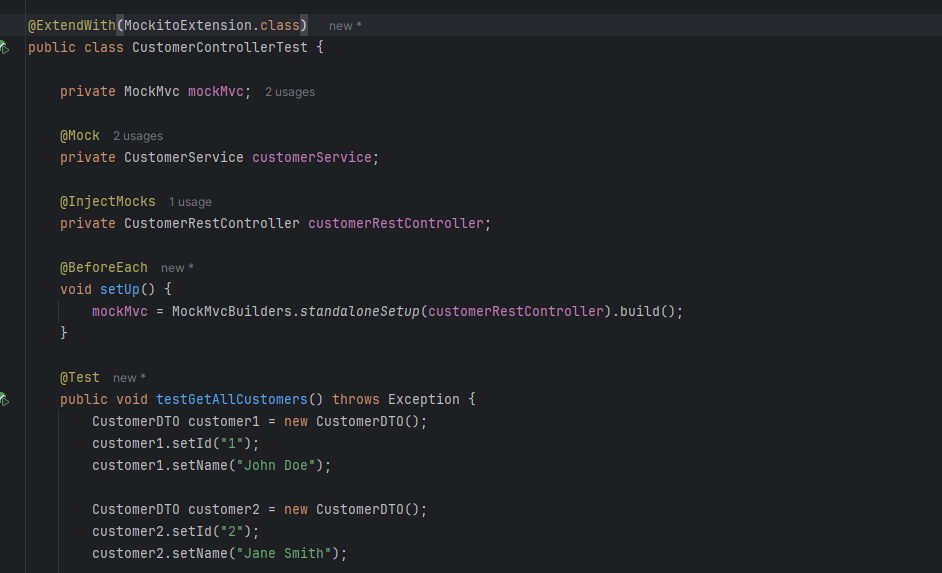 @ExtendWith(MockitoExtension.class) new *
public class CustomerControllerTest {
private MockMvc mockMvc; 2 usages
@Mock 2 usages
private CustomerService customerService;
@InjectMocks 1 usage
private CustomerRestController customerRestController;
@BeforeEach new *
void setUp() {
mockMvc = MockMvcBuilders.standaloneSetup(customerRestController).build();
}
@Test new *
public void testGetAllCustomers() throws Exception {
CustomerDTO customer1 = new CustomerDTO();
customer1.setId("1");
customer1.setName("John Doe");
CustomerDTO customer2 = new CustomerDTO();
customer2.setId("2");
customer2.setName("Jane Smith");